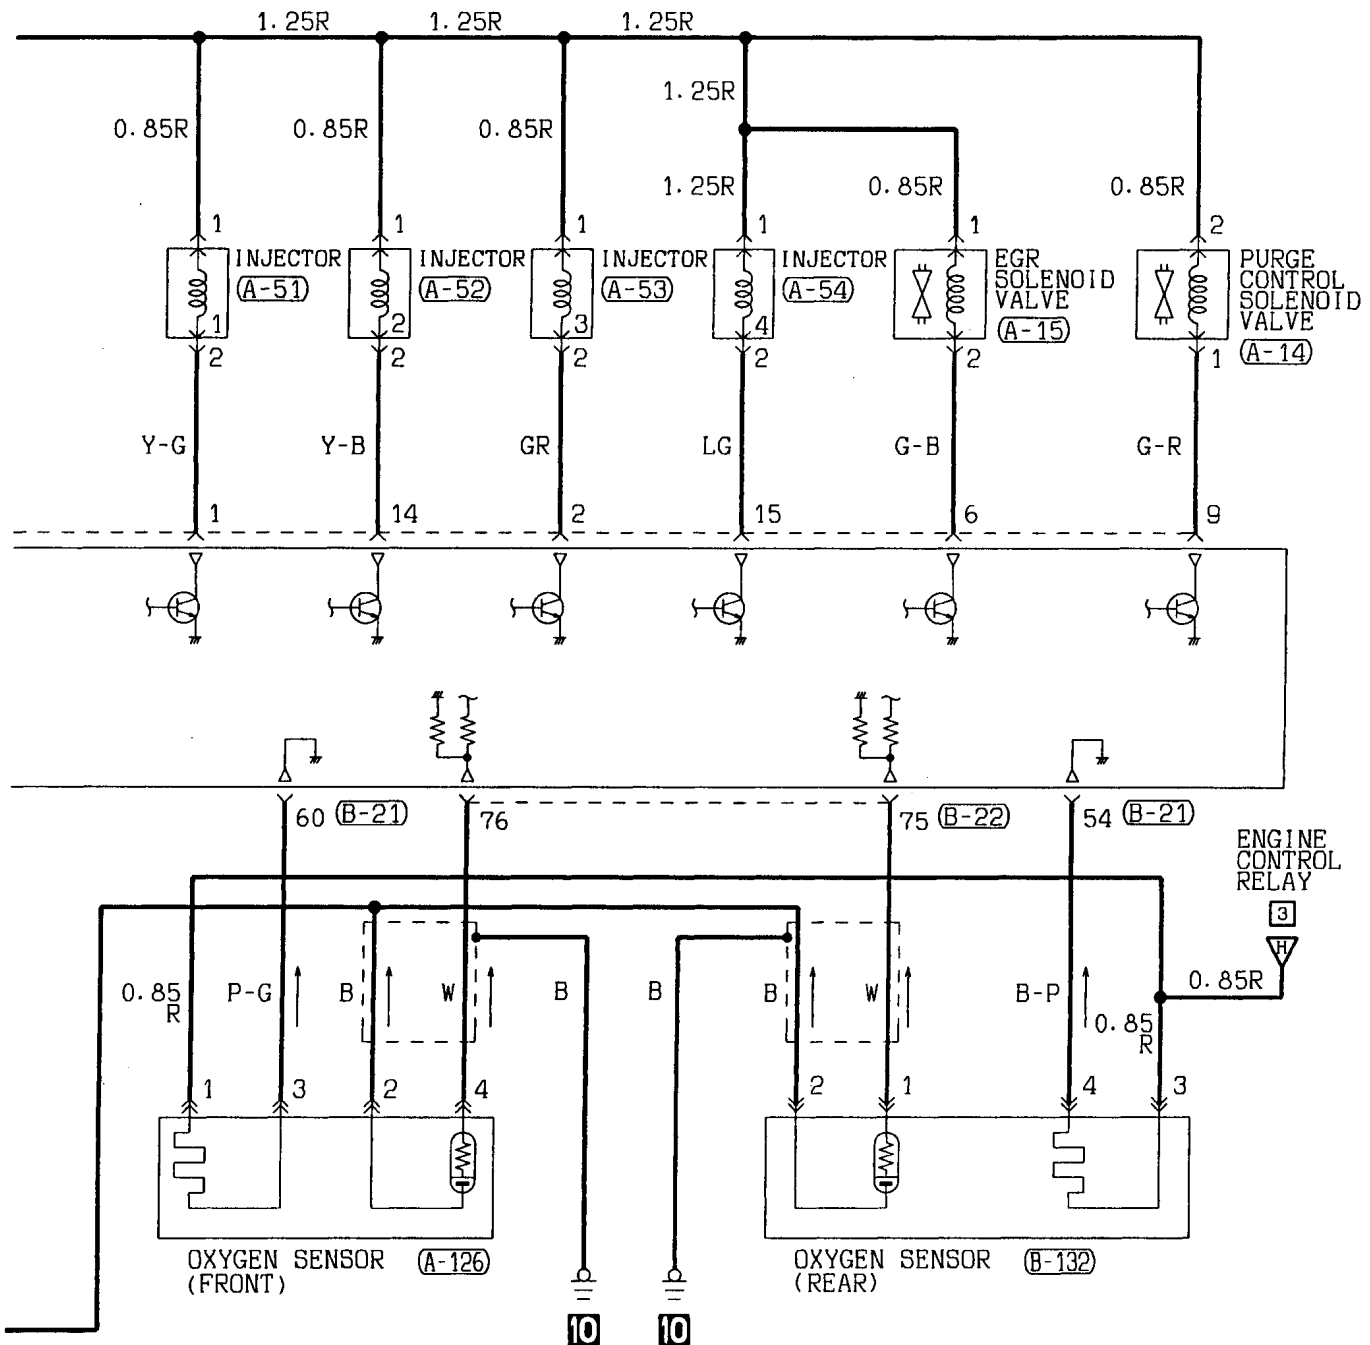 1.25R 1.25R 1.25R
1.25R
0.85R 0.85R 0.85R
1.25R 0.85R 0.85R
1 1 1 1 1 2
INJECTOR
A-51
1
INJECTOR
A-52
2
INJECTOR
A-53
3
INJECTOR
A-54
4
EGR
SOLENOID
VALVE
A-15
PURGE
CONTROL
SOLENOID
VALVE
A-14
2 2 2 2 2 1
Y-G Y-B GR LG G-B G-R
1 14 2 15 6 9
60 B-21 76 75 B-22 54 B-21
ENGINE
CONTROL
RELAY
3
H
0.85R
0.85
R
P-G B W B B B W B-P
0.85
R
1 3 2 4 2 1 4 3
OXYGEN SENSOR
(FRONT)
A-126
OXYGEN SENSOR
(REAR)
B-132
10 10